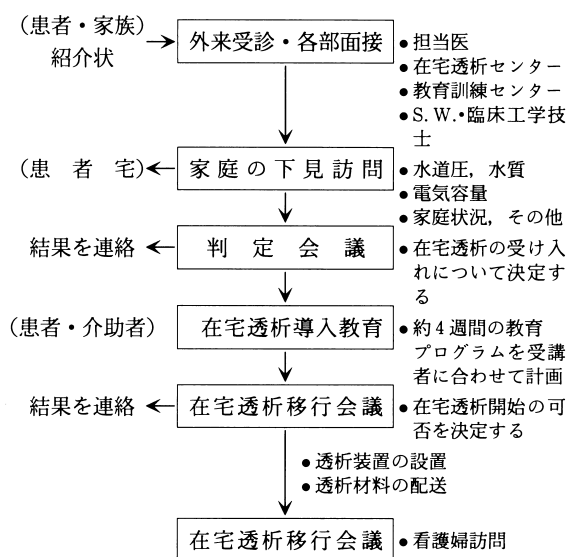 (患者・家族)
紹介状
外来受診・各部面接
●担当医
●在宅透析センター
●教育訓練センター
●S.W.・臨床工学技
士
(患者宅)
家庭の下見訪問
●水道圧,水質
●電気容量
●家庭状況,その他
結果を連絡
判定会議
●在宅透析の受け入
れについて決定す
る
(患者・介助者)
在宅透析導入教育
●約4週間の教育
プログラムを受講
者に合わせて計画
結果を連絡
在宅透析移行会議
●在宅透析開始の可
否を決定する
●透析装置の設置
●透析材料の配送
在宅透析移行会議
●看護婦訪問